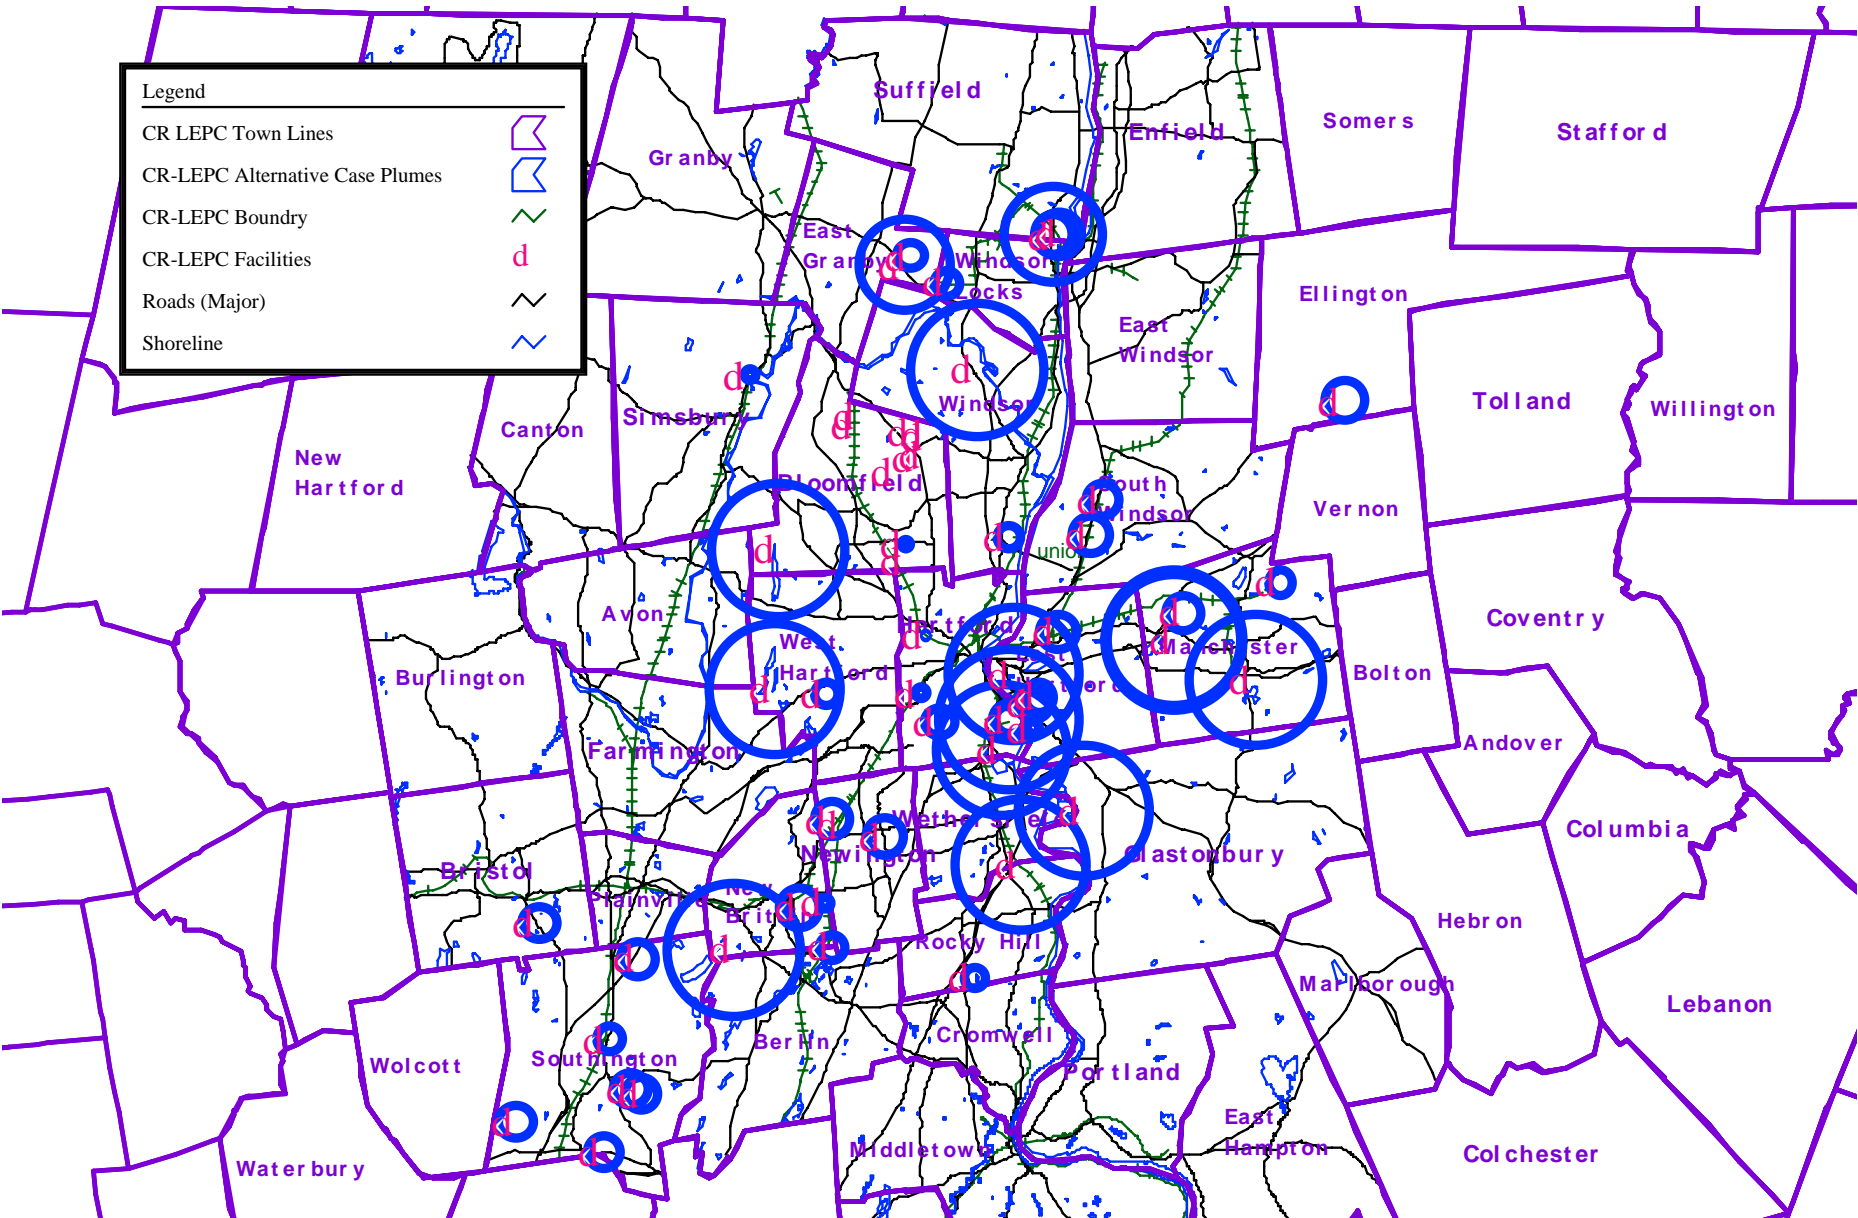 Legend
CR LEPC Town Lines
CR-LEPC Alternative Case Plumes
CR-LEPC Boundry
CR-LEPC Facilities
d
Roads (Major)
Shoreline
Suffield
Enfield
Somers
Stafford
Granby
East
Granby
Windsor
Locks
Ellington
East
Windsor
Windsor
Simsbury
Canton
Tolland
Willington
New
Hartford
Bloomfield
South
Windsor
Vernon
union
Avon
Hartford
West
Hartford
East
Hartford
Manchester
Coventry
Bolton
Burlington
Farmington
Andover
Wethersfield
Newington
Glastonbury
Columbia
Bristol
Plainville
New
Britain
Rocky Hill
Hebron
Marlborough
Lebanon
Cromwell
Berlin
Southington
Wolcott
Portland
East
Hampton
Middletown
Colchester
Waterbury